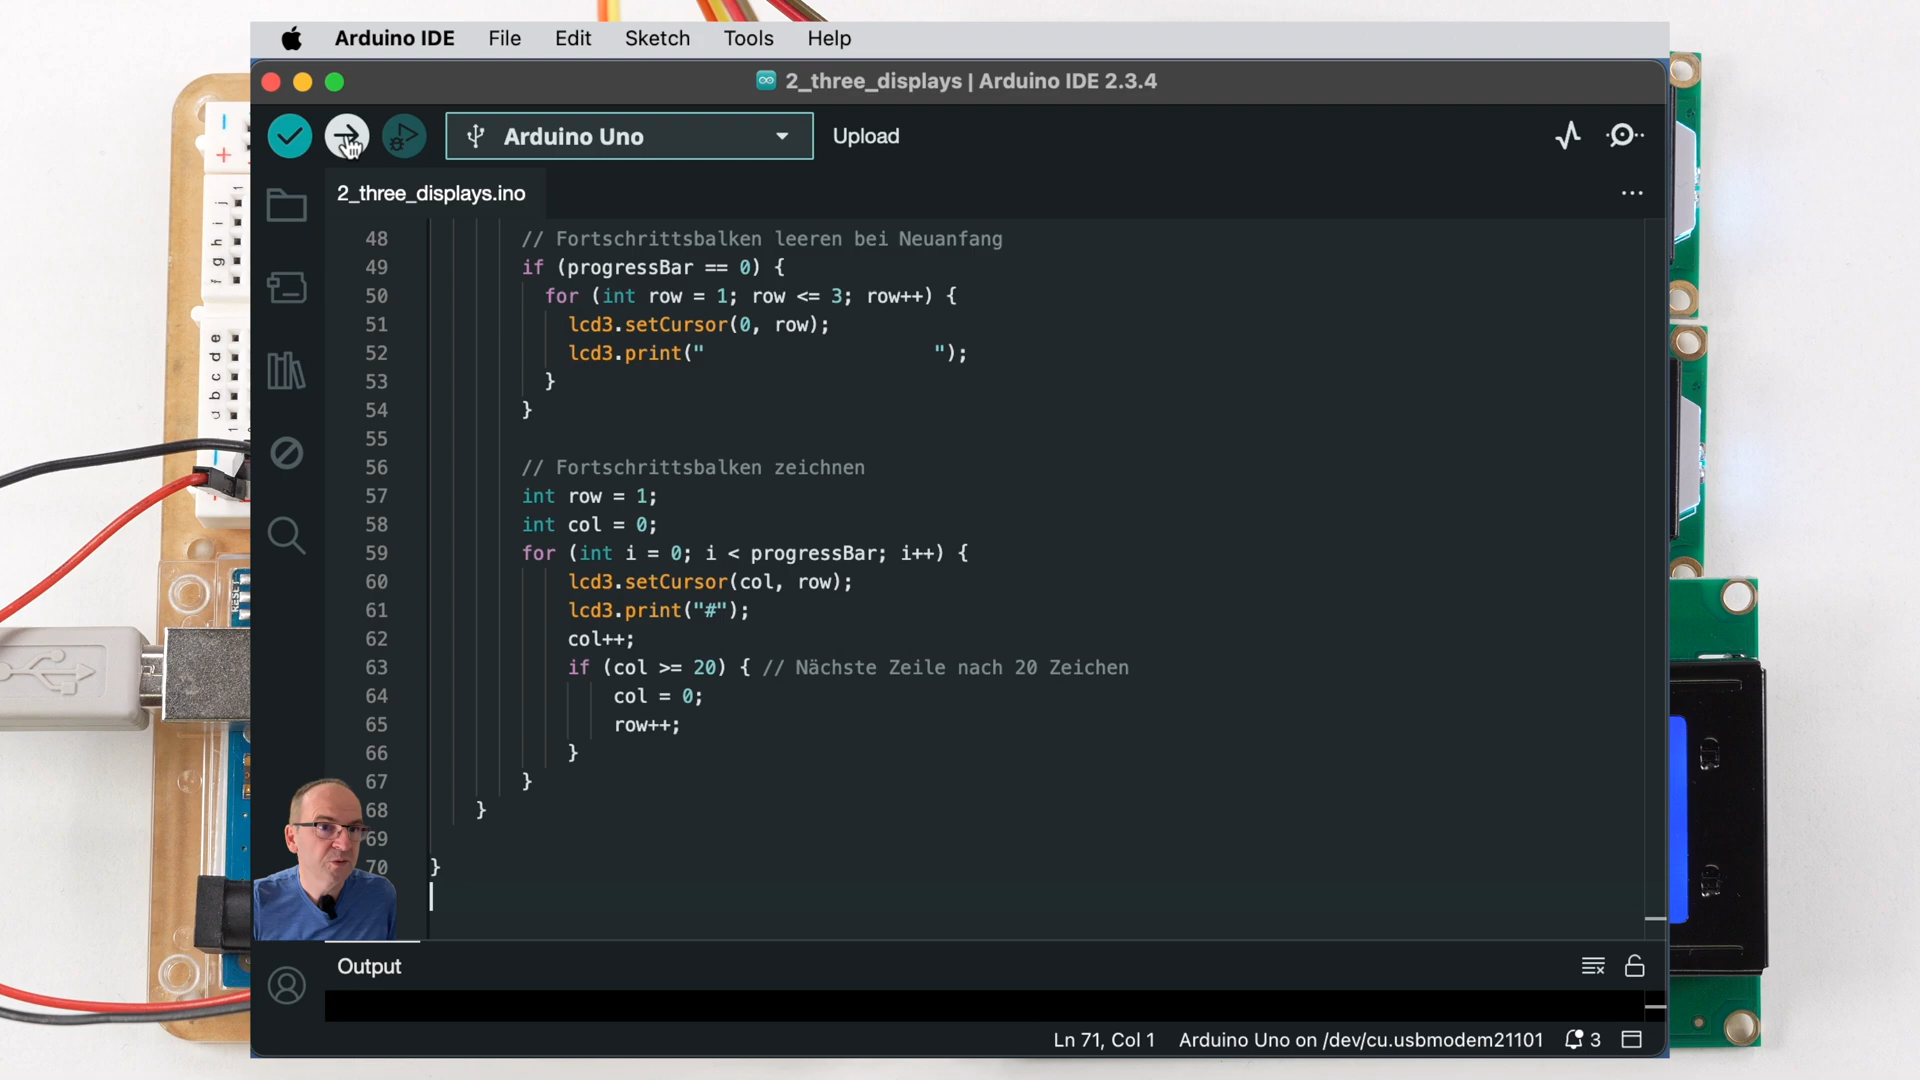 Arduino IDE File Edit Sketch Tools Help
2_three_displays | Arduino IDE 2.3.4
Arduino Uno Upload
2_three_displays.ino
48 // Fortschrittsbalken leeren bei Neuanfang
49 if (progressBar == 0) {
50 for (int row = 1; row <= 3; row++) {
51 lcd3.setCursor(0, row);
52 lcd3.print("                    ");
53 }
54 }
55
56 // Fortschrittsbalken zeichnen
57 int row = 1;
58 int col = 0;
59 for (int i = 0; i < progressBar; i++) {
60 lcd3.setCursor(col, row);
61 lcd3.print("#");
62 col++;
63 if (col >= 20) { // Nächste Zeile nach 20 Zeichen
64 col = 0;
65 row++;
66 }
67 }
68 }
69
70 }
Output
Ln 71, Col 1 Arduino Uno on /dev/cu.usbmodem21101 3
f g h i j
a b c d e
1
1
RESET